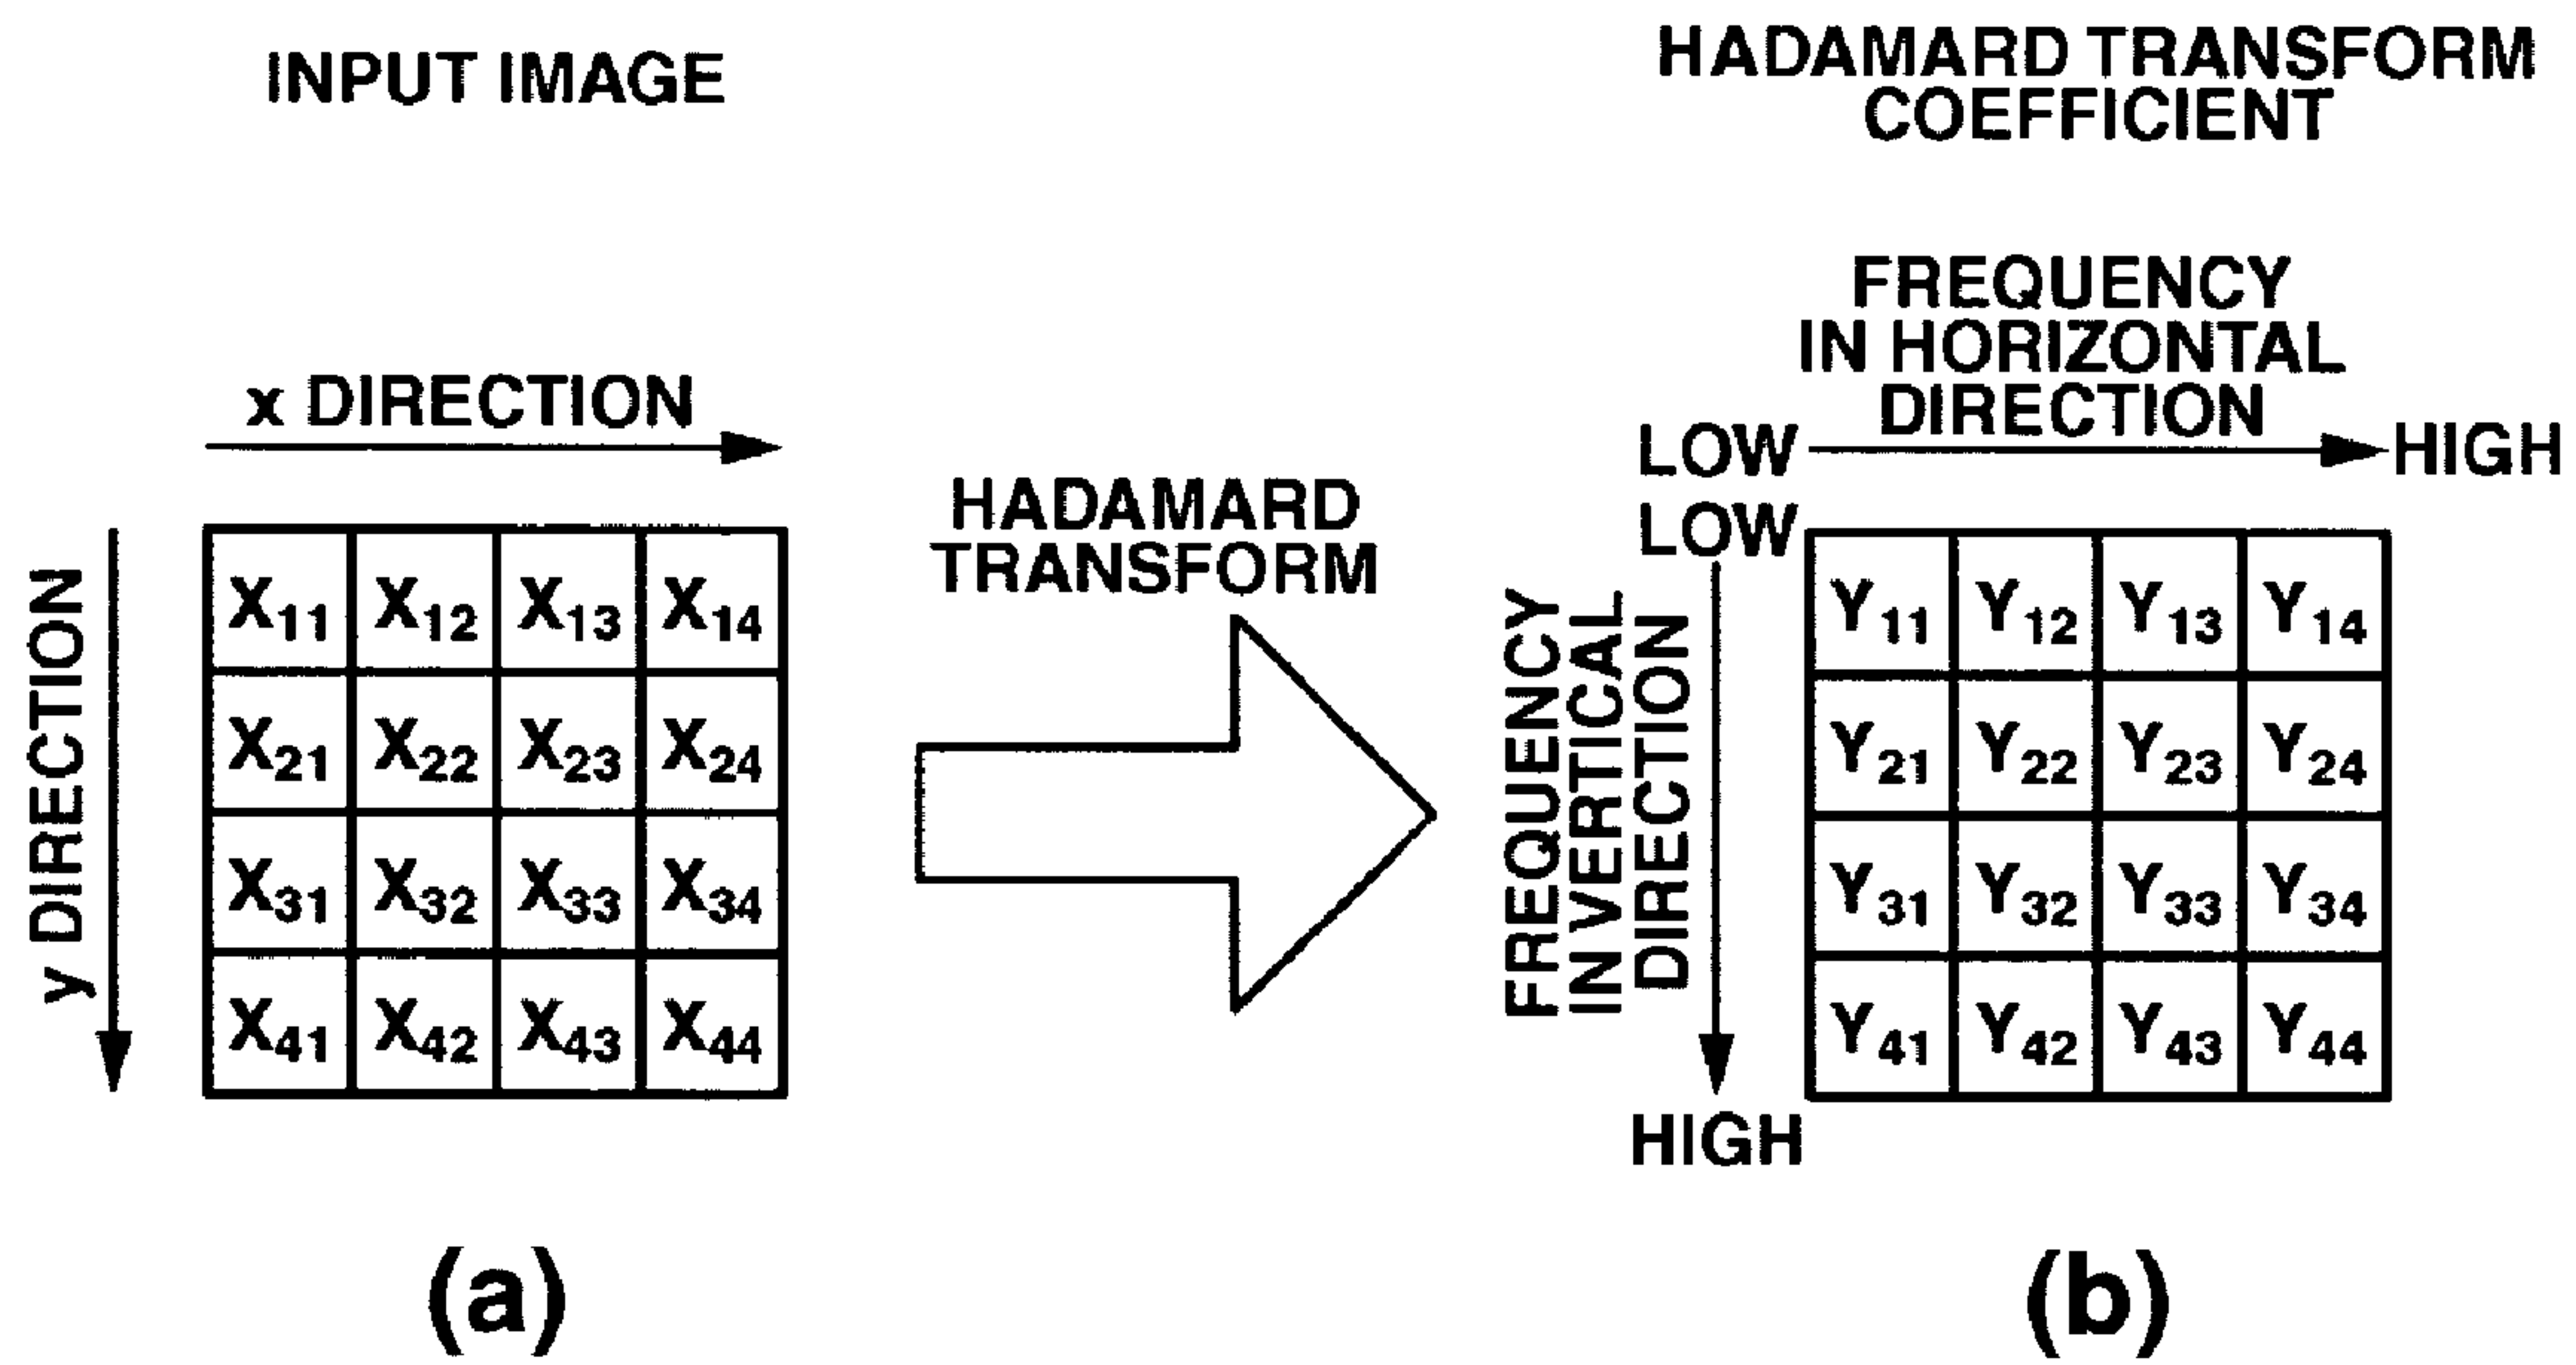 INPUT IMAGE
x DIRECTION
y DIRECTION
X11 X12 X13 X14
X21 X22 X23 X24
X31 X32 X33 X34
X41 X42 X43 X44
(a)
HADAMARD
TRANSFORM
HADAMARD TRANSFORM
COEFFICIENT
FREQUENCY
IN HORIZONTAL
DIRECTION
LOW HIGH
LOW
FREQUENCY
IN VERTICAL
DIRECTION
HIGH
Y11 Y12 Y13 Y14
Y21 Y22 Y23 Y24
Y31 Y32 Y33 Y34
Y41 Y42 Y43 Y44
(b)